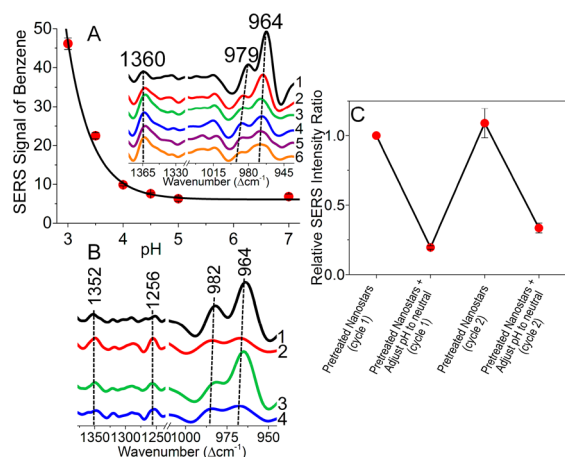 A
SERS Signal of Benzene
50
40
30
20
10
0
3
4
5
6
7
pH
1360
979
964
1
2
3
4
5
6
1365
1330
1015
980
945
Wavenumber (Δcm⁻¹)
B
1352
1256
982
964
1
2
3
4
1350
1300
1250
1000
975
950
Wavenumber (Δcm⁻¹)
C
Relative SERS Intensity Ratio
1.0
0.5
0.0
Pretreated Nanostars
(cycle 1)
Pretreated Nanostars +
Adjust pH to neutral
(cycle 1)
Pretreated Nanostars
(cycle 2)
Pretreated Nanostars +
Adjust pH to neutral
(cycle 2)